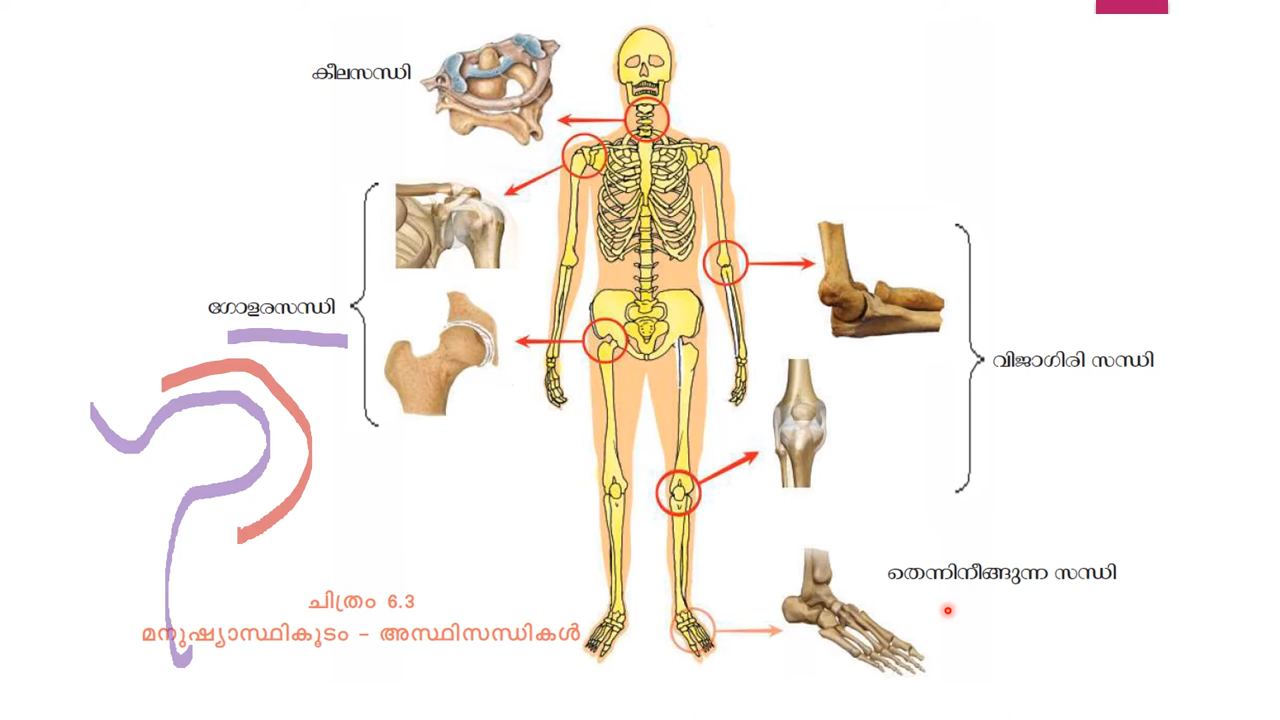 കീലസന്ധി
ഗോളരസന്ധി
വിജാഗിരി സന്ധി
തെന്നിനീങ്ങുന്ന സന്ധി
ചിത്രം 6.3
മനുഷ്യാസ്ഥികൂടം - അസ്ഥിസന്ധികൾ